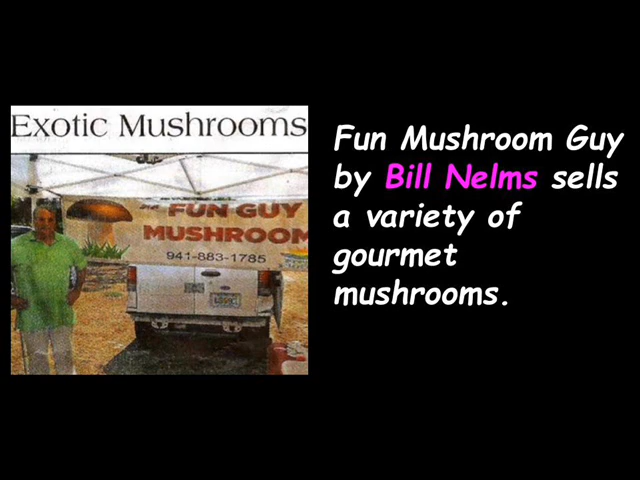 Exotic Mushrooms
FUN GUY
MUSHROOM
941-883-1785
Fun Mushroom Guy
by Bill Nelms sells
a variety of
gourmet
mushrooms.